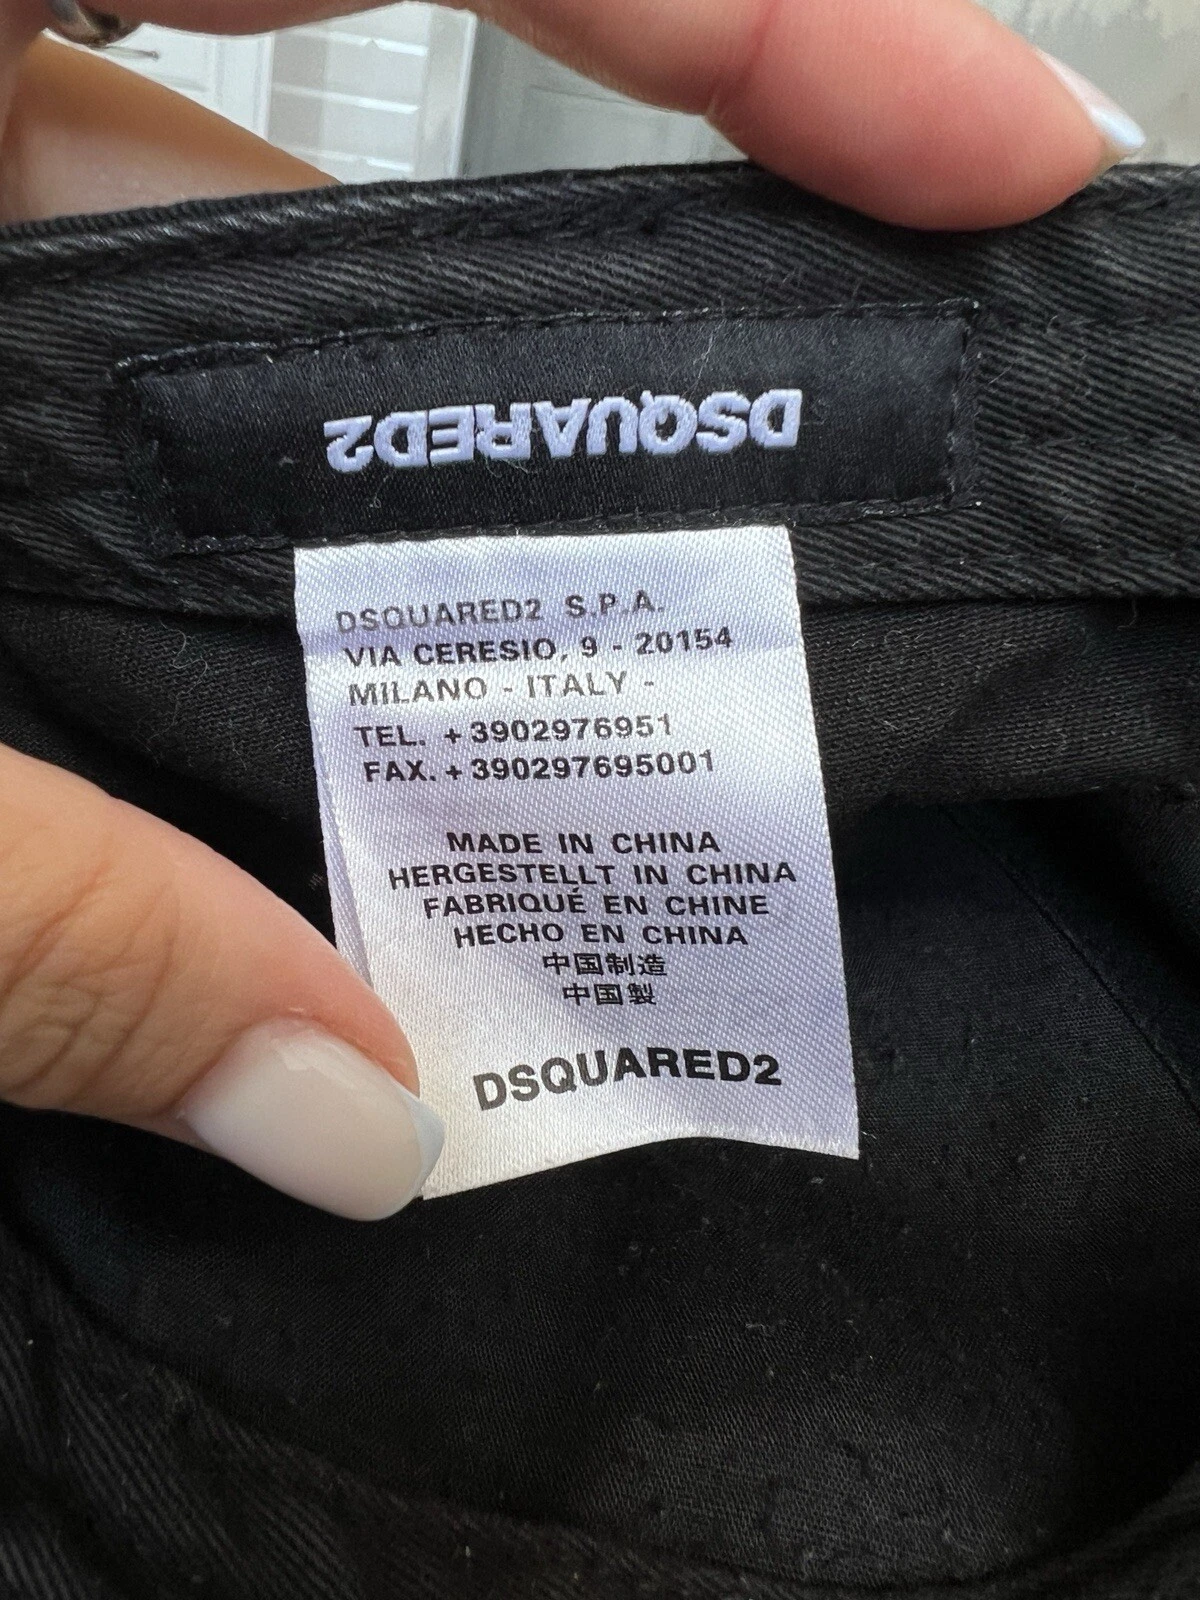 DSQUARED2
DSQUARED2 S.P.A.
VIA CERESIO, 9 - 20154
MILANO - ITALY -
TEL. +3902976951
FAX. +390297695001
MADE IN CHINA
HERGESTELLT IN CHINA
FABRIQUÉ EN CHINE
HECHO EN CHINA
中国制造
中国製
DSQUARED2